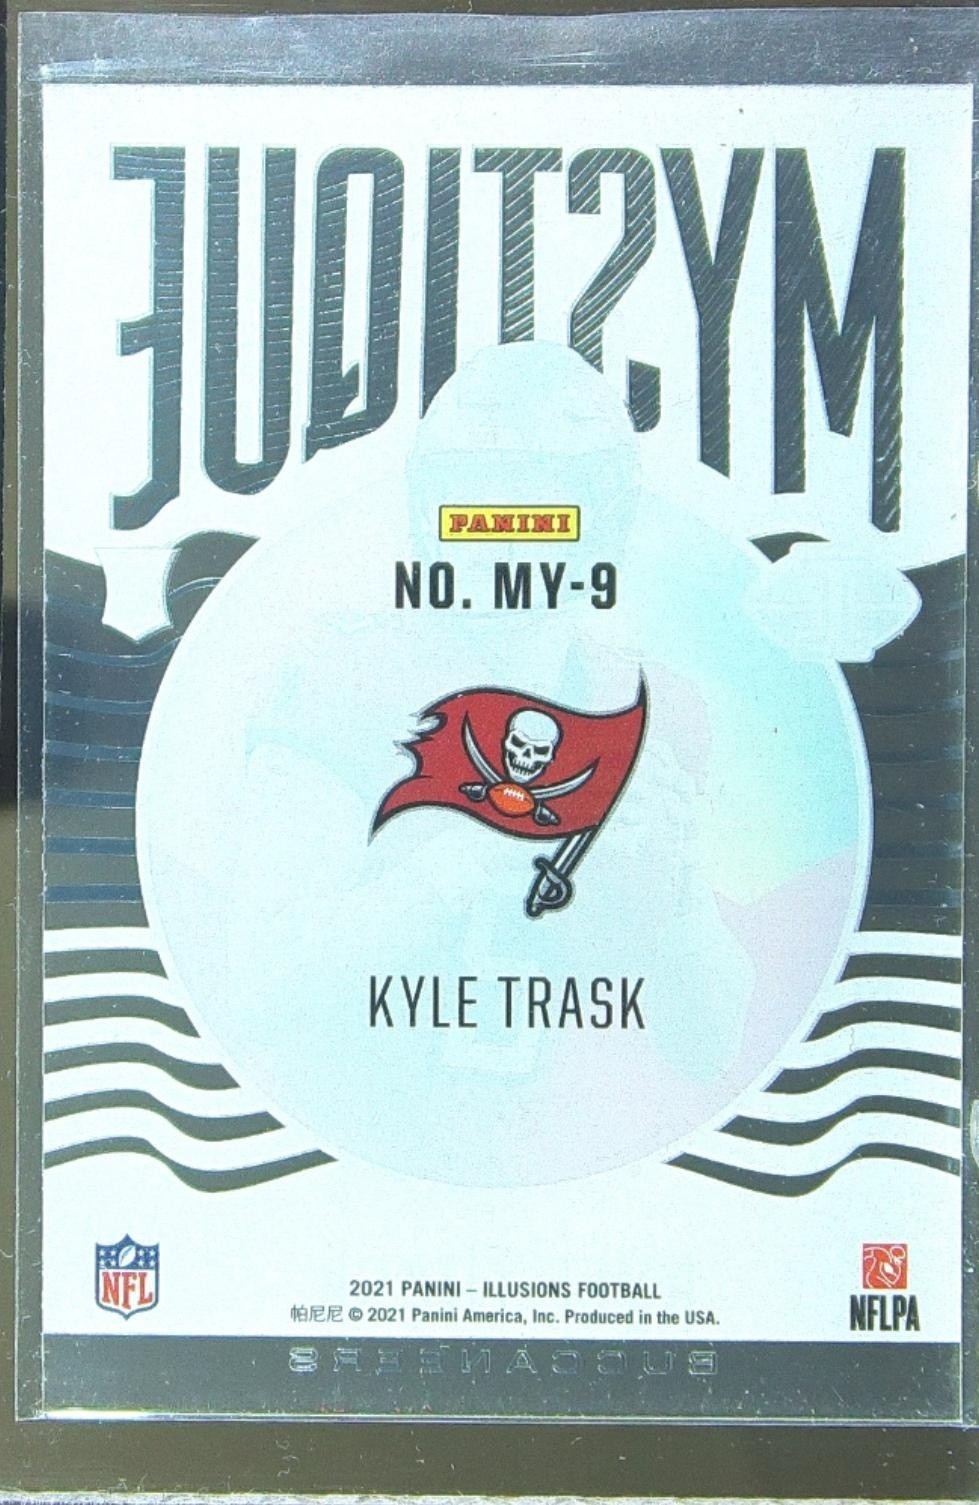 MYSTIQUE
PANINI
NO. MY-9
KYLE TRASK
NFL
NFLPA
2021 PANINI – ILLUSIONS FOOTBALL
帕尼尼 © 2021 Panini America, Inc. Produced in the USA.
BUCCANEERS